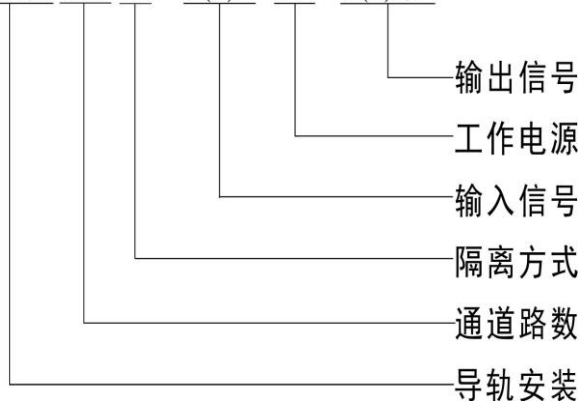 输出信号
工作电源
输入信号
隔离方式
通道路数
导轨安装